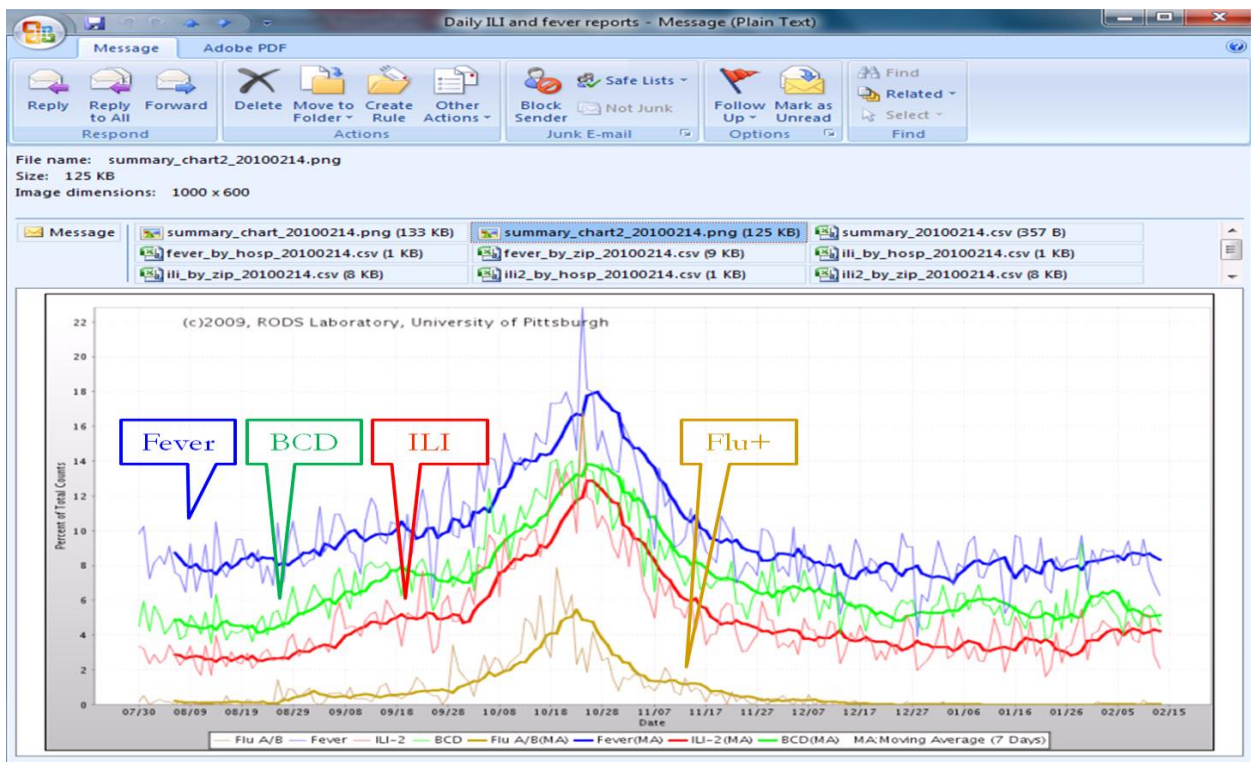 Daily ILI and fever reports - Message (Plain Text)
Message Adobe PDF
Reply Reply to All Forward
Respond
Delete Move to Folder Create Rule Other Actions
Actions
Block Sender Safe Lists Not Junk
Junk E-mail
Follow Up Mark as Unread
Options
Find Related Select
Find
File name: summary_chart2_20100214.png
Size: 125 KB
Image dimensions: 1000 x 600
Message summary_chart_20100214.png (133 KB) summary_chart2_20100214.png (125 KB) summary_20100214.csv (357 B)
fever_by_hosp_20100214.csv (1 KB) fever_by_zip_20100214.csv (9 KB) ili_by_hosp_20100214.csv (1 KB)
ili_by_zip_20100214.csv (8 KB) ili2_by_hosp_20100214.csv (1 KB) ili2_by_zip_20100214.csv (8 KB)
(c)2009, RODS Laboratory, University of Pittsburgh
22
20
18
16
14
12
10
8
6
4
2
0
Percent of Total Counts
Fever BCD ILI Flu+
07/30 08/09 08/19 08/29 09/08 09/18 09/28 10/08 10/18 10/28 11/07 11/17 11/27 12/07 12/17 12/27 01/06 01/16 01/26 02/05 02/15
Date
Flu A/B Fever ILI-2 BCD Flu A/B(MA) Fever(MA) ILI-2(MA) BCD(MA) MA:Moving Average (7 Days)